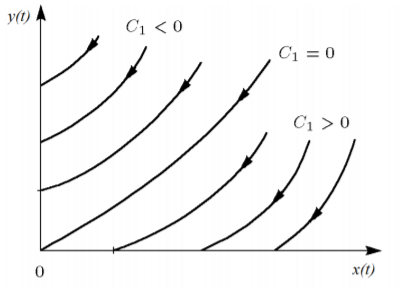 y(t)
C₁ < 0
C₁ = 0
C₁ > 0
0
x(t)